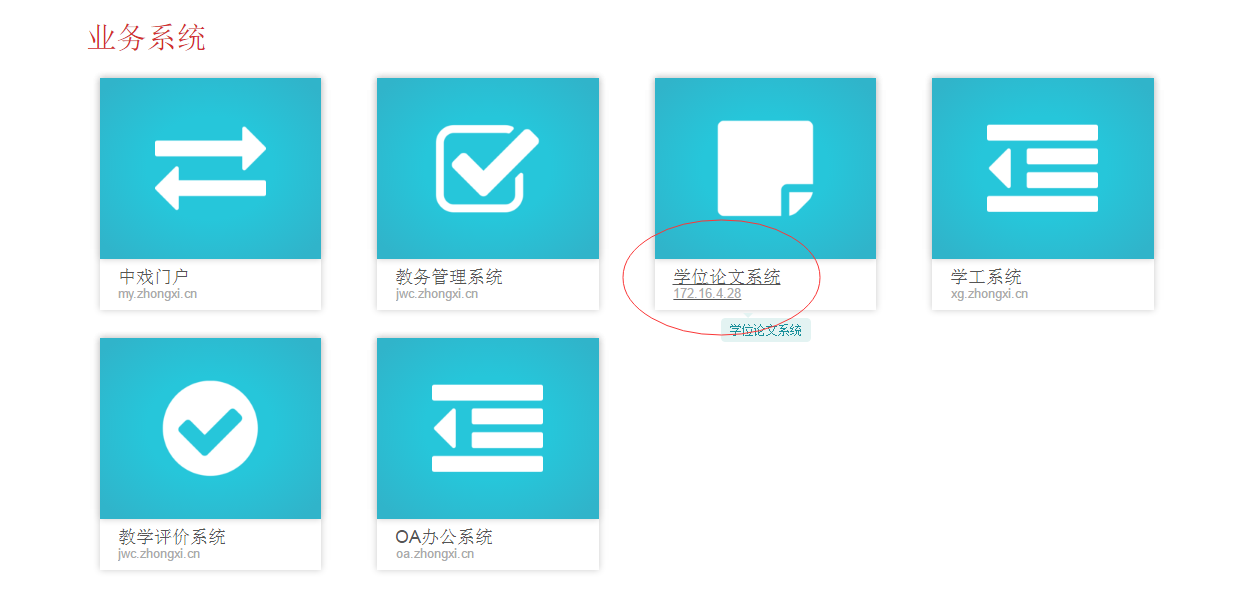 业务系统
中戏门户
my.zhongxi.cn
教务管理系统
jwc.zhongxi.cn
学位论文系统
172.16.4.28
学工系统
xg.zhongxi.cn
学位论文系统
教学评价系统
jwc.zhongxi.cn
OA办公系统
oa.zhongxi.cn